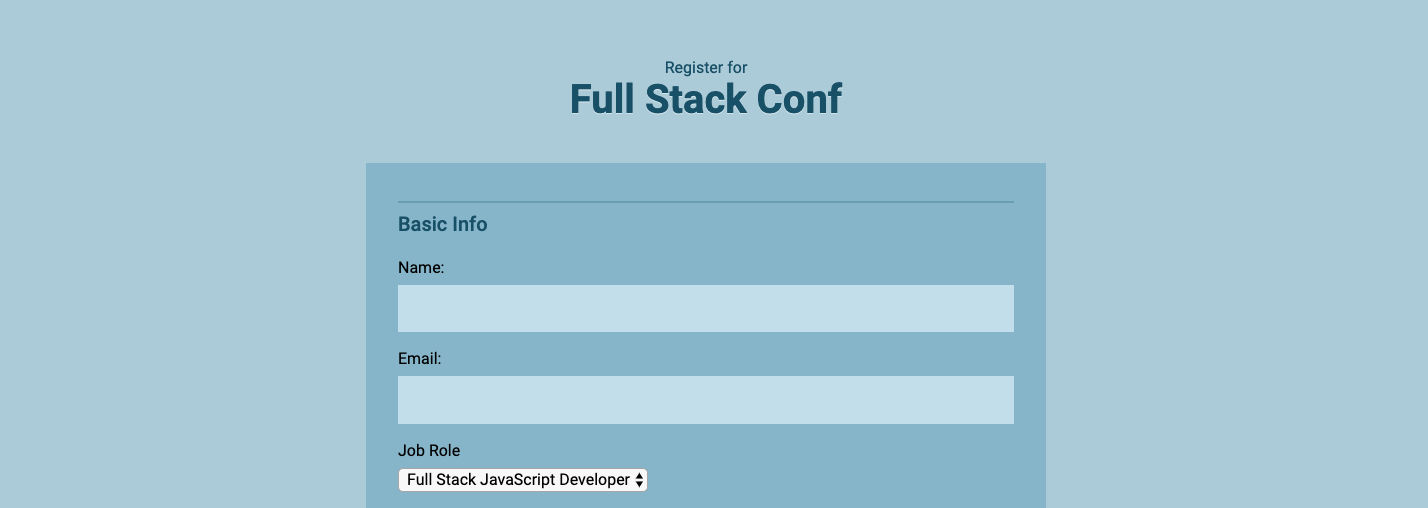 Register for
Full Stack Conf
Basic Info
Name:
Email:
Job Role
Full Stack JavaScript Developer